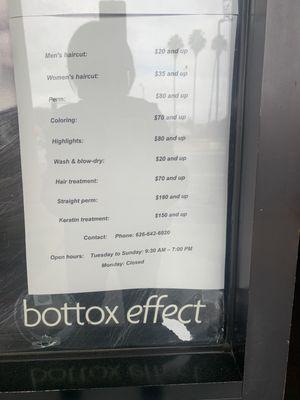 Men's haircut: $20 and up
Women's haircut: $35 and up
Perm: $80 and up
Coloring: $70 and up
Highlights: $80 and up
Wash & blow-dry: $20 and up
Hair treatment: $70 and up
Straight perm: $180 and up
Keratin treatment: $150 and up
Contact: Phone: 626-642-6020
Open hours: Tuesday to Sunday: 9:30 AM – 7:00 PM
Monday: Closed
bottox effect